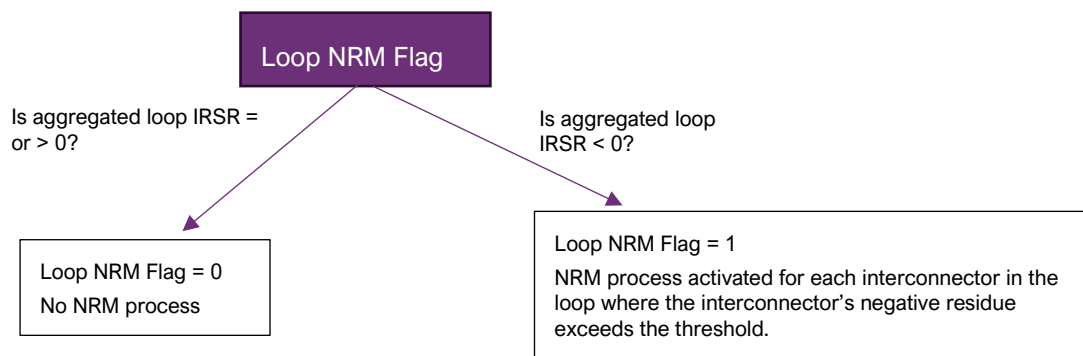 Loop NRM Flag
Is aggregated loop IRSR =
or > 0?
Is aggregated loop
IRSR < 0?
Loop NRM Flag = 0
No NRM process
Loop NRM Flag = 1
NRM process activated for each interconnector in the
loop where the interconnector’s negative residue
exceeds the threshold.